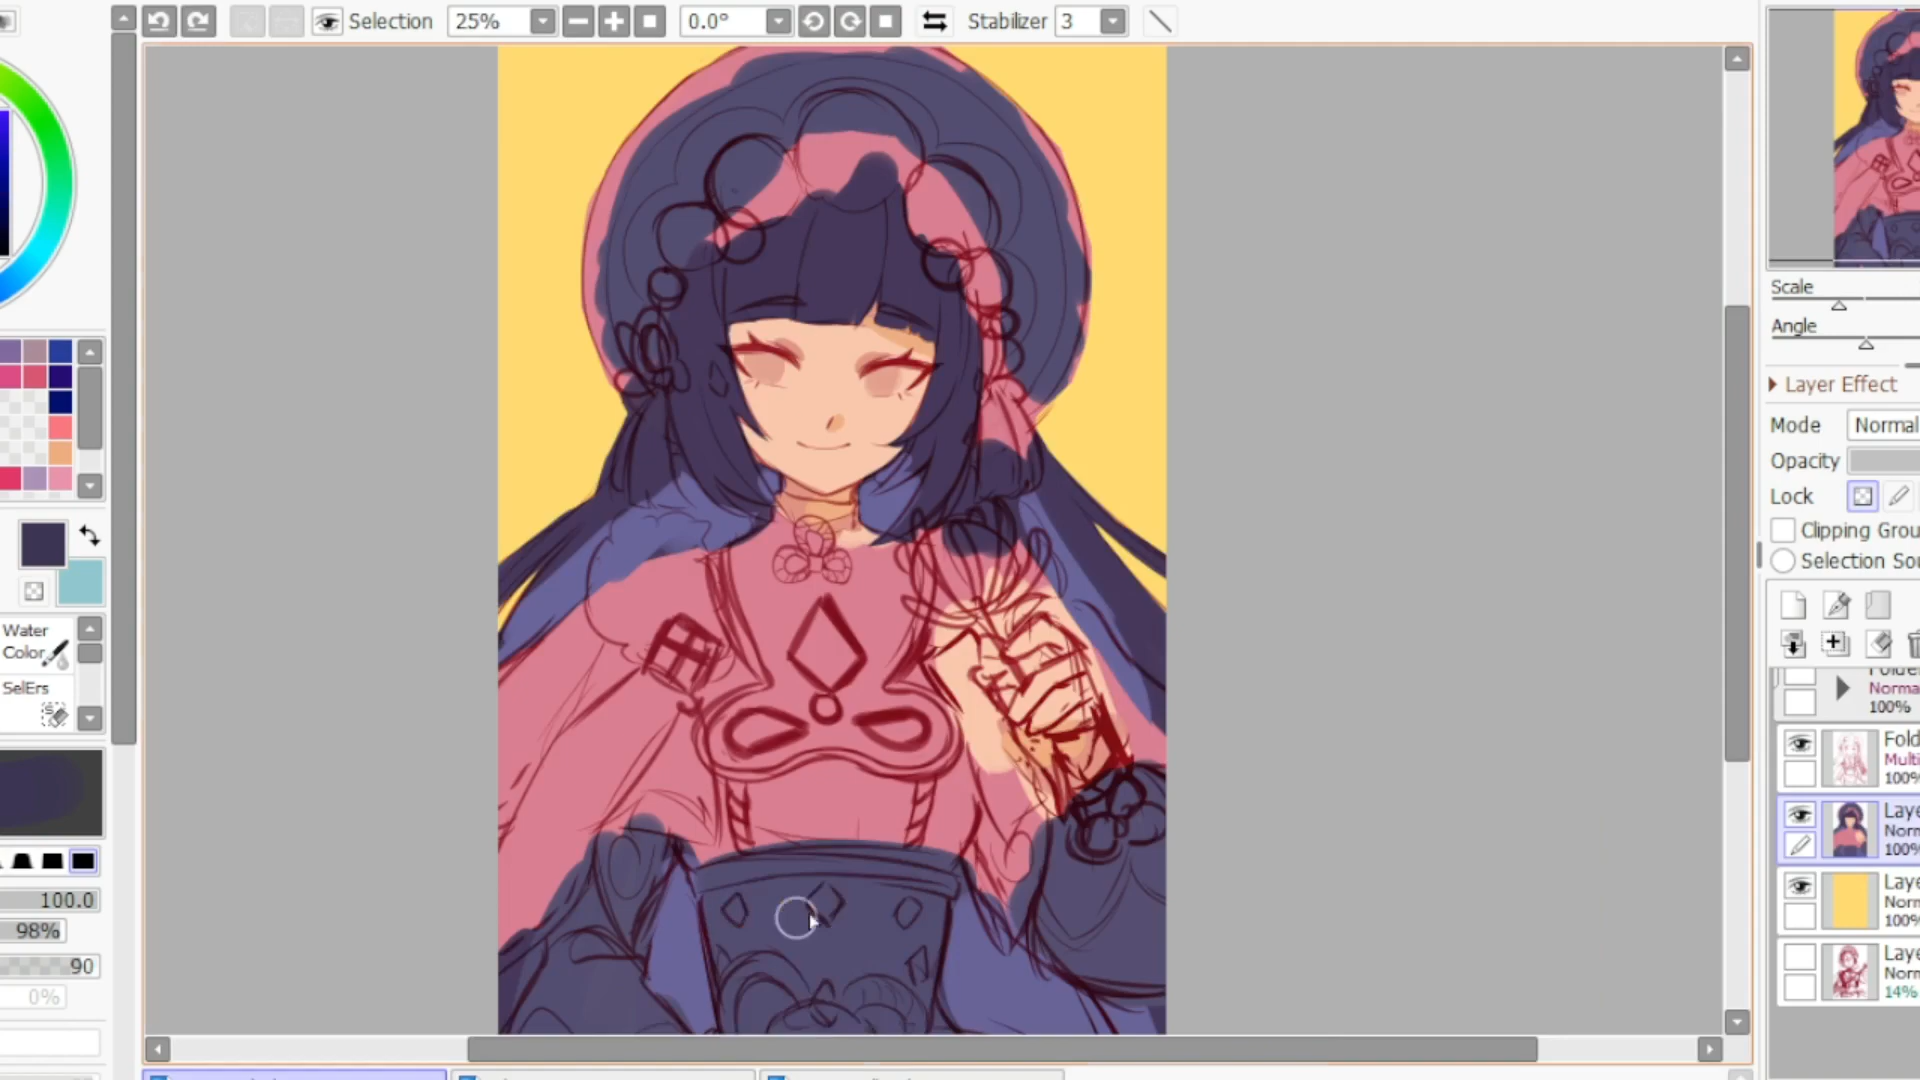 Selection 25% 0.0° Stabilizer 3
Scale
Angle
Layer Effect
Mode Normal
Opacity
Lock
Clipping Grou
Selection Sou
Water
Color
SelErs
100.0
98%
90
0%
Folder
Norma
100%
Fold
Multi
100%
Laye
Norm
100%
Laye
Norm
100%
Laye
Norm
14%